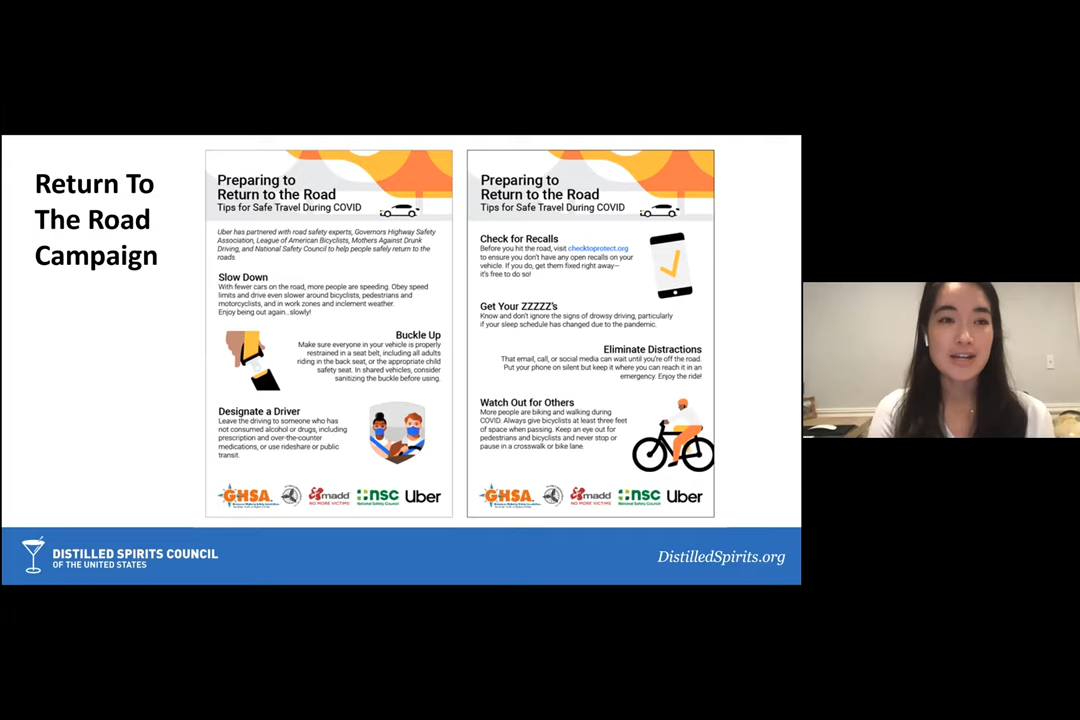 Return To
The Road
Campaign
Preparing to
Return to the Road
Tips for Safe Travel During COVID
Uber has partnered with road safety experts, Governors Highway Safety
Association, League of American Bicyclists, Mothers Against Drunk
Driving, and National Safety Council to help people safely return to the
roads.
Slow Down
With fewer cars on the road, more people are speeding. Obey speed
limits and drive even slower around bicyclists, pedestrians and
motorcyclists, and in work zones and inclement weather.
Enjoy being out again...slowly!
Buckle Up
Make sure everyone in your vehicle is properly
restrained in a seat belt, including all adults
riding in the back seat, or the appropriate child
safety seat. In shared vehicles, consider
sanitizing the buckle before using.
Designate a Driver
Leave the driving to someone who has
not consumed alcohol or drugs, including
prescription and over-the-counter
medications, or use rideshare or public
transit.
GHSA
madd
NO MORE VICTIMS
nsc
National Safety Council
Uber
Preparing to
Return to the Road
Tips for Safe Travel During COVID
Check for Recalls
Before you hit the road, visit checktoprotect.org
to ensure you don't have any open recalls on your
vehicle. If you do, get them fixed right away—
it's free to do so!
Get Your ZZZZZ's
Know and don't ignore the signs of drowsy driving, particularly
if your sleep schedule has changed due to the pandemic.
Eliminate Distractions
That email, call, or social media can wait until you're off the road.
Put your phone on silent but keep it where you can reach it in an
emergency. Enjoy the ride!
Watch Out for Others
More people are biking and walking during
COVID. Always give bicyclists at least three feet
of space when passing. Keep an eye out for
pedestrians and bicyclists and never stop or
pause in a crosswalk or bike lane.
GHSA
madd
NO MORE VICTIMS
nsc
National Safety Council
Uber
DISTILLED SPIRITS COUNCIL
OF THE UNITED STATES
DistilledSpirits.org